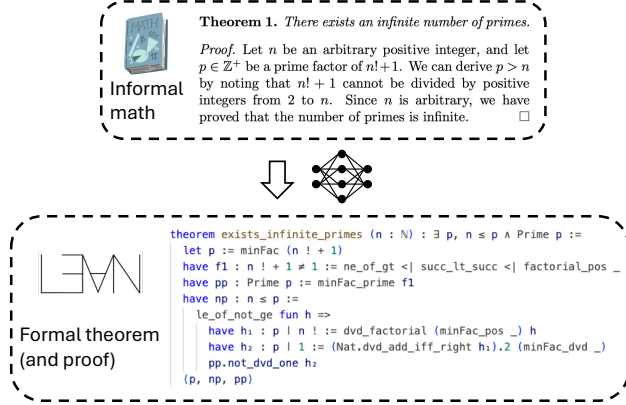 MATH
Informal
math
Theorem 1. There exists an infinite number of primes.
Proof. Let n be an arbitrary positive integer, and let
p ∈ ℤ⁺ be a prime factor of n!+1. We can derive p > n
by noting that n! + 1 cannot be divided by positive
integers from 2 to n. Since n is arbitrary, we have
proved that the number of primes is infinite. □
L∃∀N
Formal theorem
(and proof)
theorem exists_infinite_primes (n : ℕ) : ∃ p, n ≤ p ∧ Prime p :=
let p := minFac (n ! + 1)
have f1 : n ! + 1 ≠ 1 := ne_of_gt <| succ_lt_succ <| factorial_pos _
have pp : Prime p := minFac_prime f1
have np : n ≤ p :=
le_of_not_ge fun h =>
have h₁ : p ∣ n ! := dvd_factorial (minFac_pos _) h
have h₂ : p ∣ 1 := (Nat.dvd_add_iff_right h₁).2 (minFac_dvd _)
pp.not_dvd_one h₂
⟨p, np, pp⟩